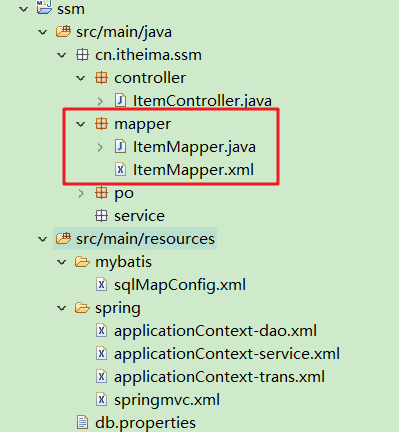 ssm
src/main/java
cn.itheima.ssm
controller
ItemController.java
mapper
ItemMapper.java
ItemMapper.xml
po
service
src/main/resources
mybatis
sqlMapConfig.xml
spring
applicationContext-dao.xml
applicationContext-service.xml
applicationContext-trans.xml
springmvc.xml
db.properties